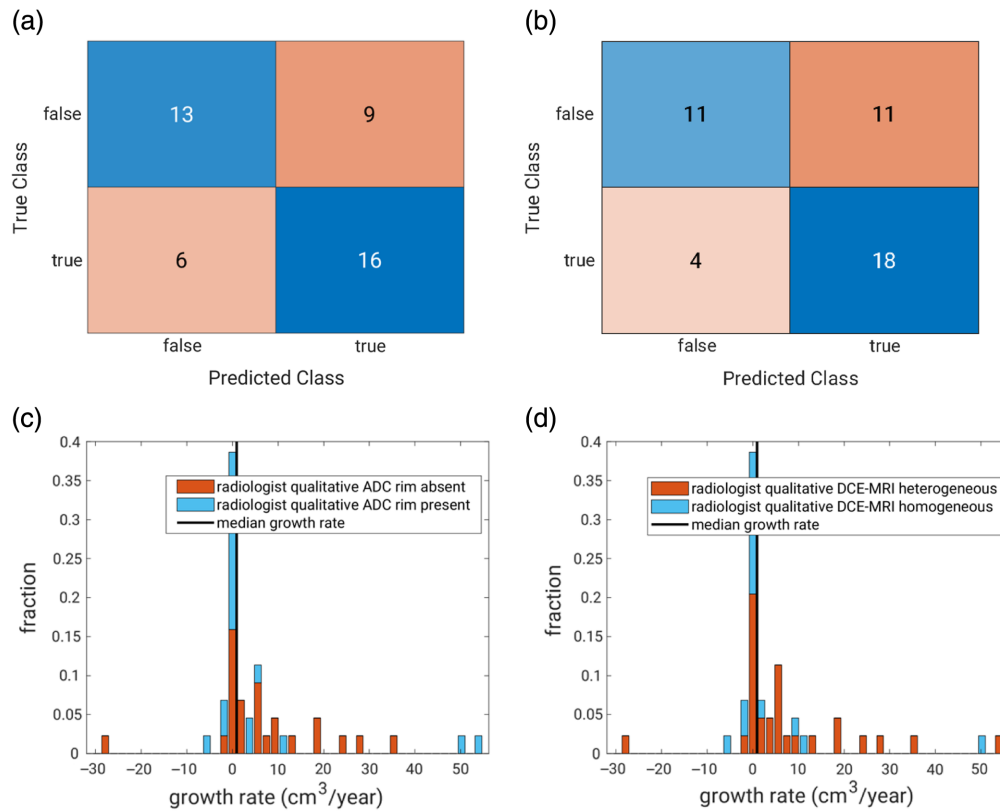 (a)
True Class
false
13
9
true
6
16
false
true
Predicted Class
(b)
True Class
false
11
11
true
4
18
false
true
Predicted Class
(c)
fraction
0.4
0.35
0.3
0.25
0.2
0.15
0.1
0.05
0
radiologist qualitative ADC rim absent
radiologist qualitative ADC rim present
median growth rate
−30
−20
−10
0
10
20
30
40
50
growth rate (cm³/year)
(d)
fraction
0.4
0.35
0.3
0.25
0.2
0.15
0.1
0.05
0
radiologist qualitative DCE-MRI heterogeneous
radiologist qualitative DCE-MRI homogeneous
median growth rate
−30
−20
−10
0
10
20
30
40
50
growth rate (cm³/year)